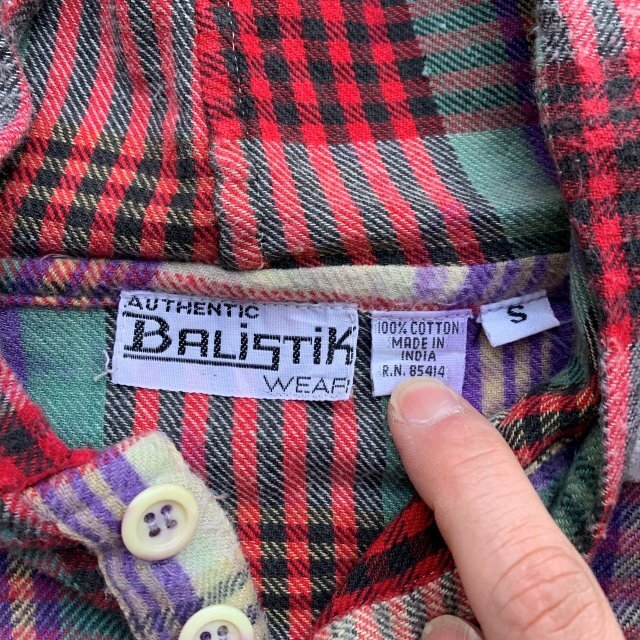 AUTHENTIC
BALiSTiK
WEAR
100% COTTON
MADE IN
INDIA
R.N. 85414
S